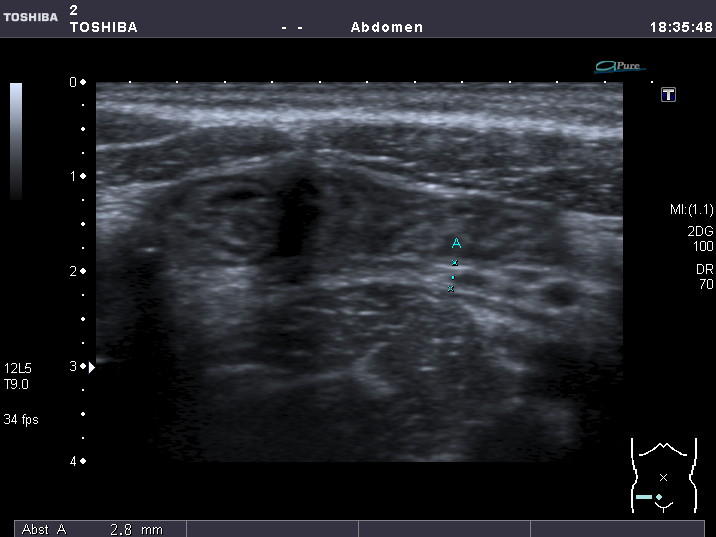 TOSHIBA
2
TOSHIBA - - Abdomen 18:35:48
aPure
T
0
1
2
3
4
A
MI:(1.1)
2DG
100
DR
70
12L5
T9.0
34 fps
Abst A 2.8 mm